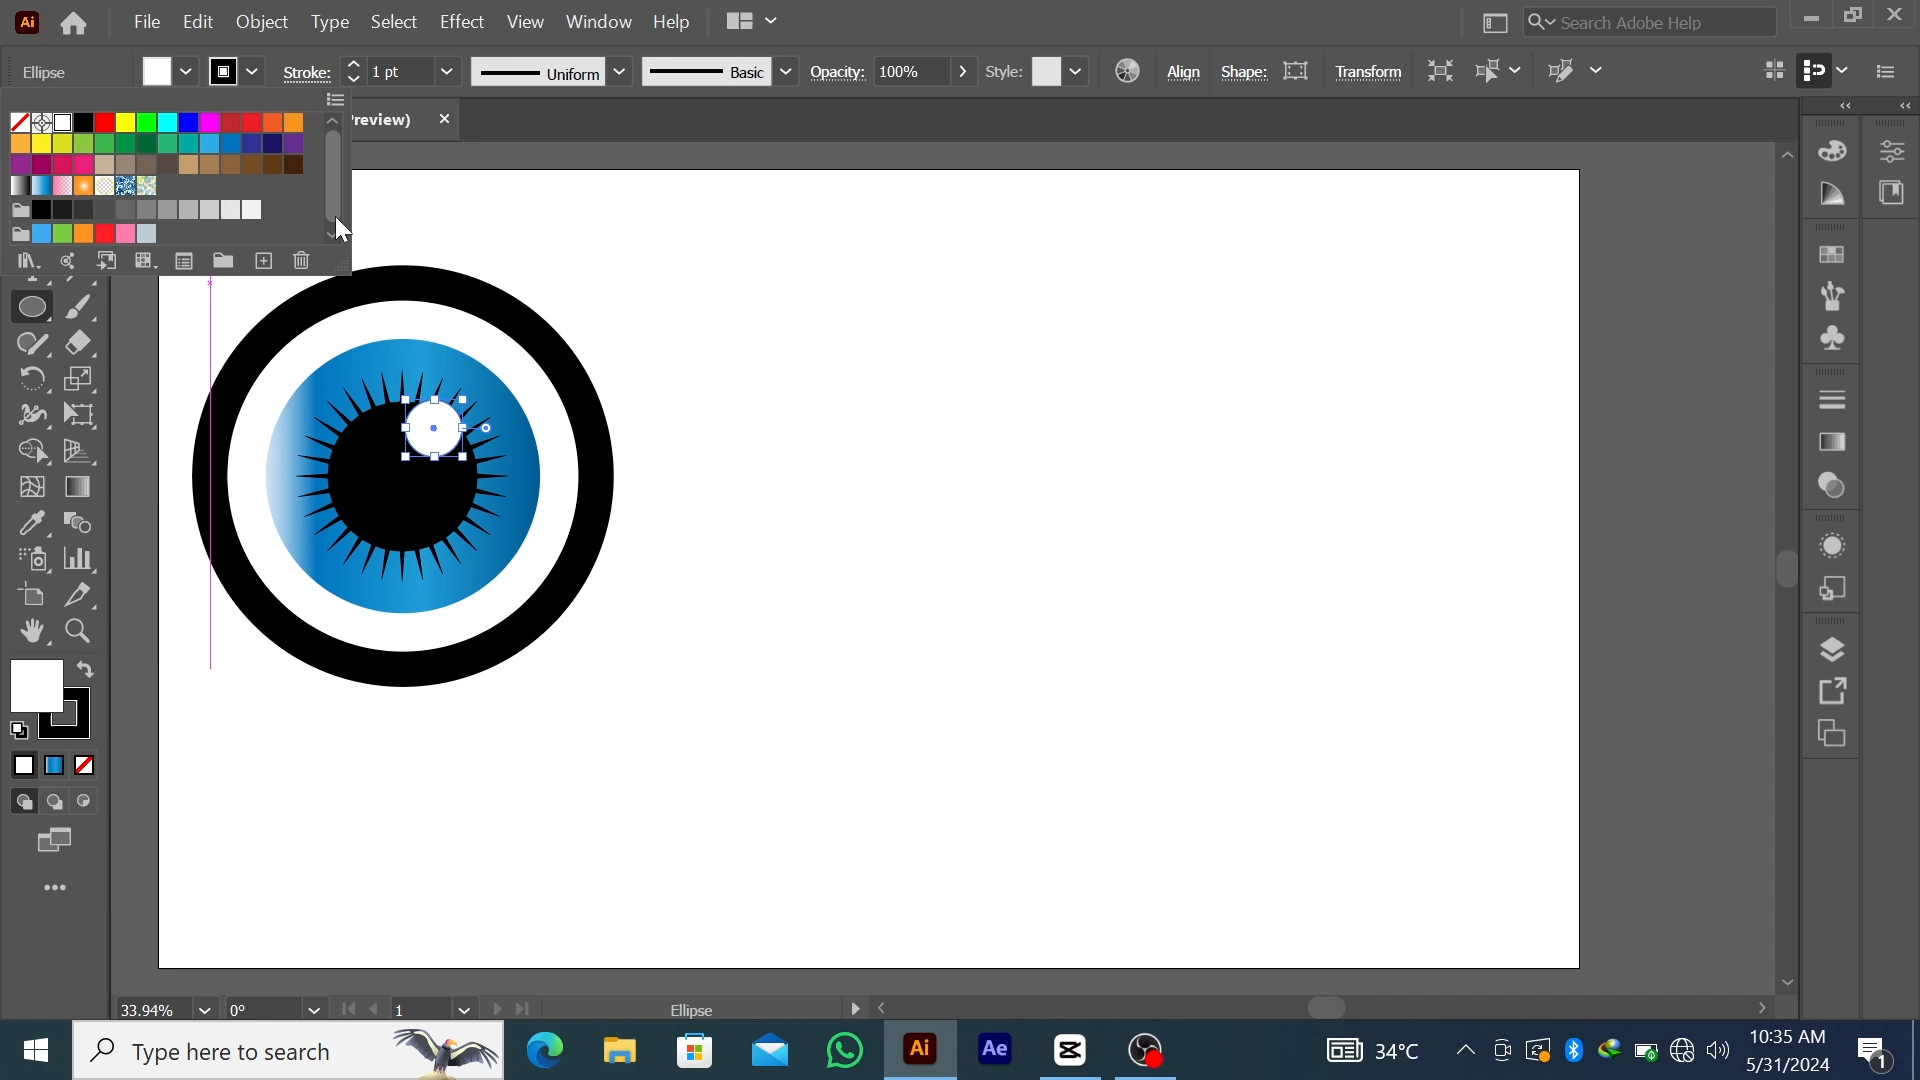 Ai File Edit Object Type Select Effect View Window Help Search Adobe Help
Ellipse Stroke: 1 pt Uniform Basic Opacity: 100% Style: Align Shape: Transform
review)
33.94% 0° 1 Ellipse
Type here to search Ai Ae 34°C 10:35 AM
5/31/2024 1